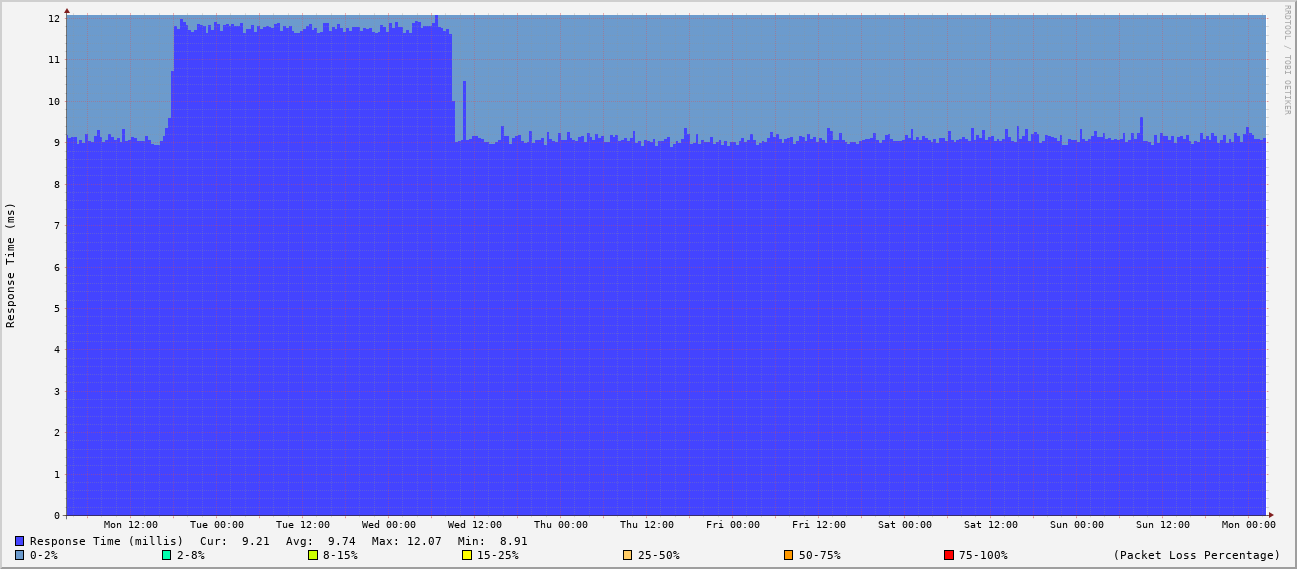 RRDTOOL / TOBI OETIKER
Response Time (ms)
12
11
10
9
8
7
6
5
4
3
2
1
0
Mon 12:00 Tue 00:00 Tue 12:00 Wed 00:00 Wed 12:00 Thu 00:00 Thu 12:00 Fri 00:00 Fri 12:00 Sat 00:00 Sat 12:00 Sun 00:00 Sun 12:00 Mon 00:00
Response Time (millis) Cur: 9.21 Avg: 9.74 Max: 12.07 Min: 8.91
0-2% 2-8% 8-15% 15-25% 25-50% 50-75% 75-100% (Packet Loss Percentage)